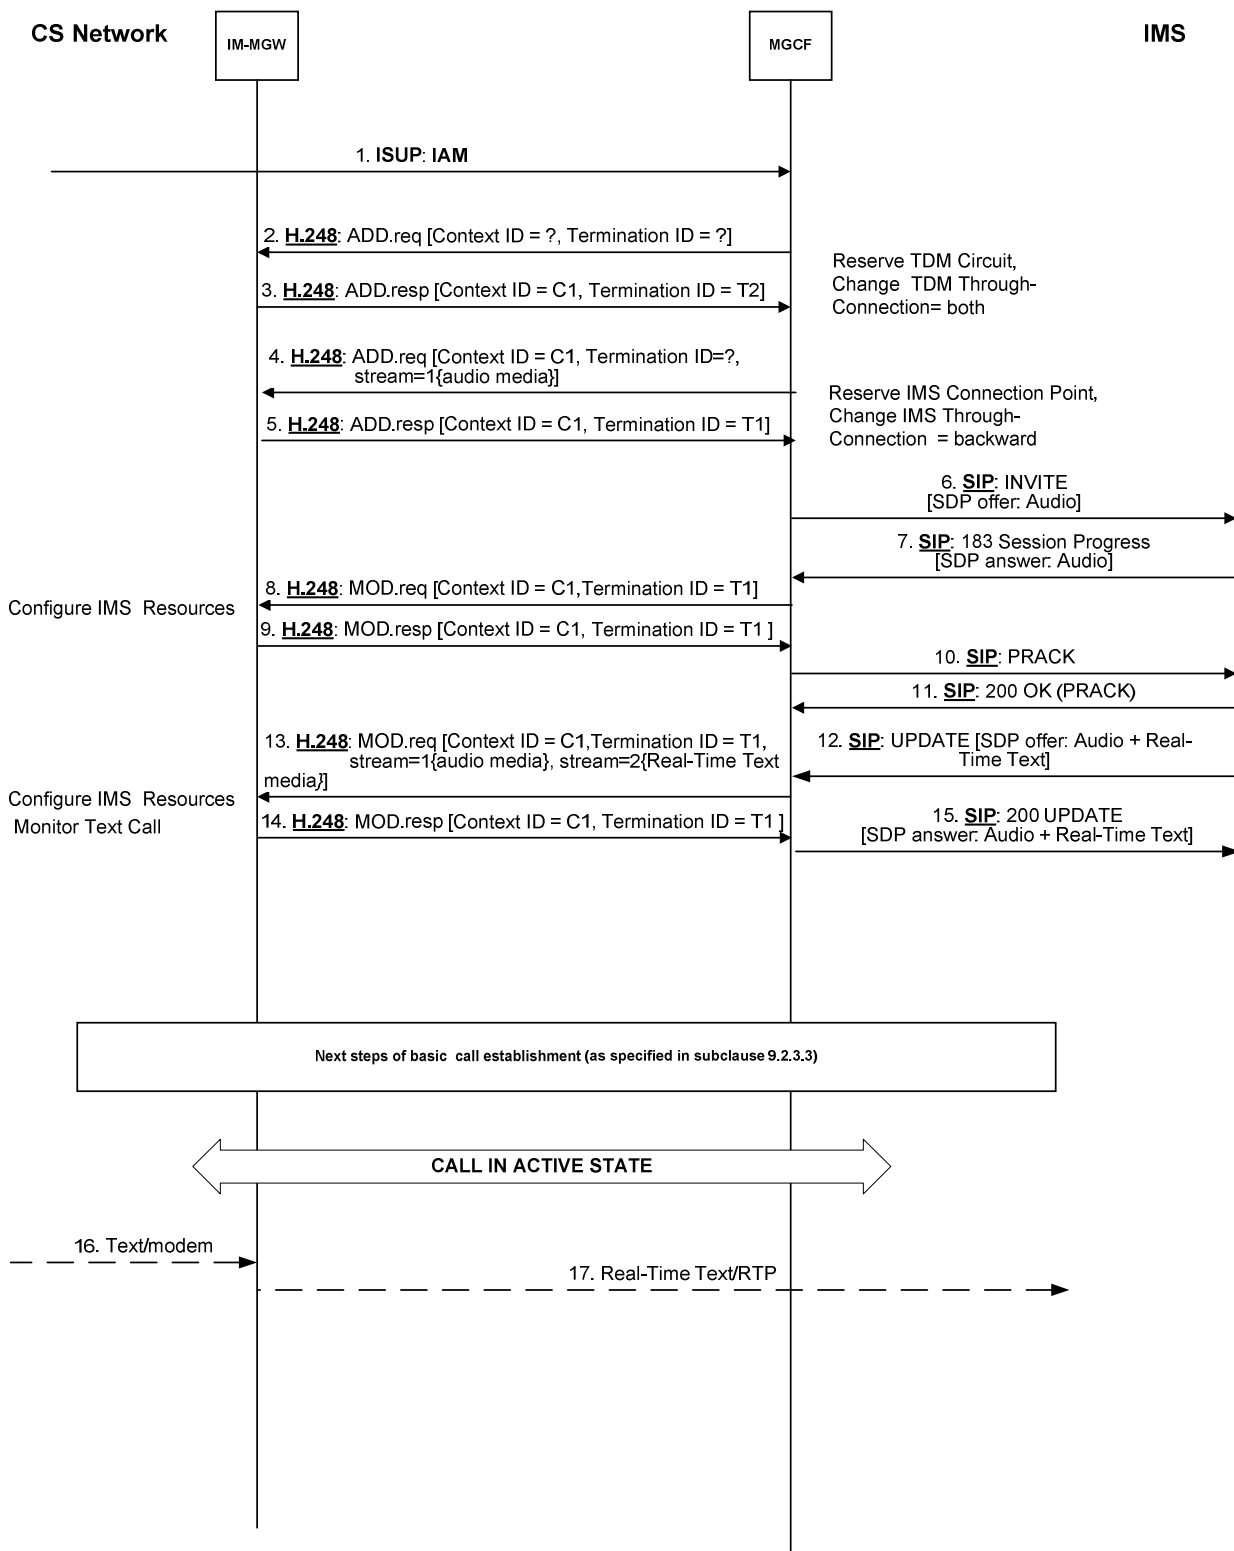 CS Network
IM-MGW
MGCF
IMS
1. ISUP: IAM
2. H.248: ADD.req [Context ID = ?, Termination ID = ?]
Reserve TDM Circuit,
Change TDM Through-
Connection= both
3. H.248: ADD.resp [Context ID = C1, Termination ID = T2]
4. H.248: ADD.req [Context ID = C1, Termination ID=?,
stream=1{audio media}]
Reserve IMS Connection Point,
Change IMS Through-
Connection = backward
5. H.248: ADD.resp [Context ID = C1, Termination ID = T1]
6. SIP: INVITE
[SDP offer: Audio]
7. SIP: 183 Session Progress
[SDP answer: Audio]
8. H.248: MOD.req [Context ID = C1,Termination ID = T1]
Configure IMS Resources
9. H.248: MOD.resp [Context ID = C1, Termination ID = T1 ]
10. SIP: PRACK
11. SIP: 200 OK (PRACK)
12. SIP: UPDATE [SDP offer: Audio + Real-
Time Text]
13. H.248: MOD.req [Context ID = C1,Termination ID = T1,
stream=1{audio media}, stream=2{Real-Time Text
media}]
Configure IMS Resources
Monitor Text Call
14. H.248: MOD.resp [Context ID = C1, Termination ID = T1 ]
15. SIP: 200 UPDATE
[SDP answer: Audio + Real-Time Text]
Next steps of basic call establishment (as specified in subclause 9.2.3.3)
CALL IN ACTIVE STATE
16. Text/modem
17. Real-Time Text/RTP